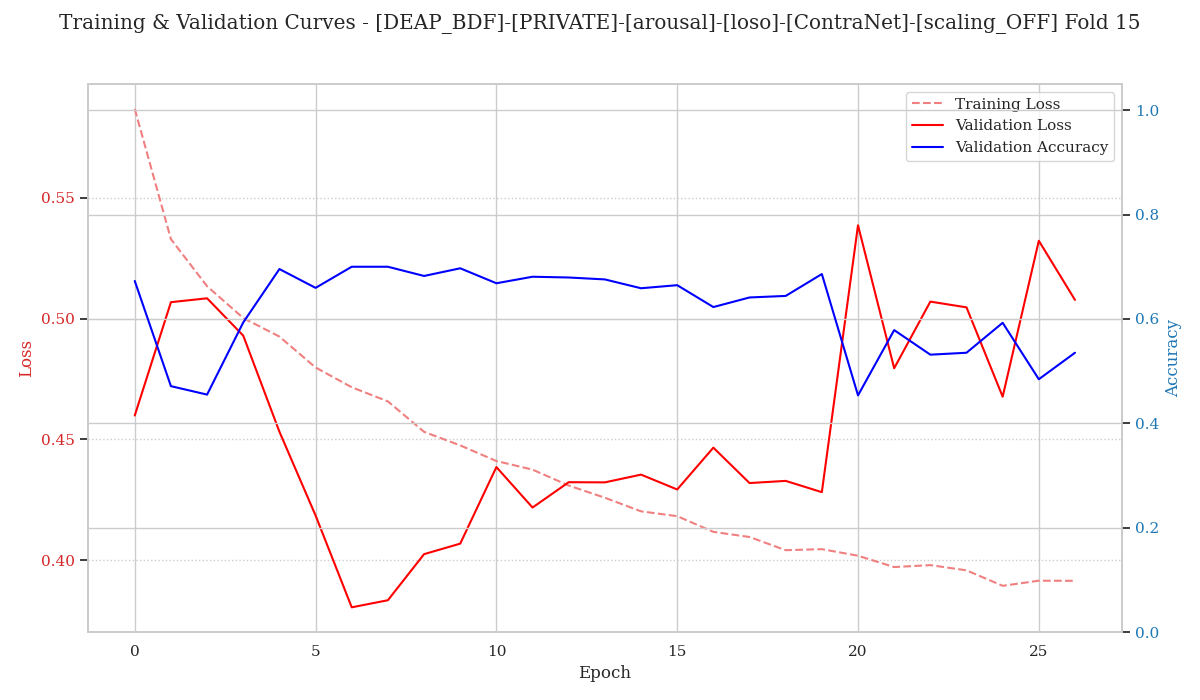 Training & Validation Curves - [DEAP_BDF]-[PRIVATE]-[arousal]-[loso]-[ContraNet]-[scaling_OFF] Fold 15
Training Loss
Validation Loss
Validation Accuracy
Loss
0.55
0.50
0.45
0.40
1.0
0.8
0.6
0.4
0.2
0.0
Accuracy
0 5 10 15 20 25
Epoch